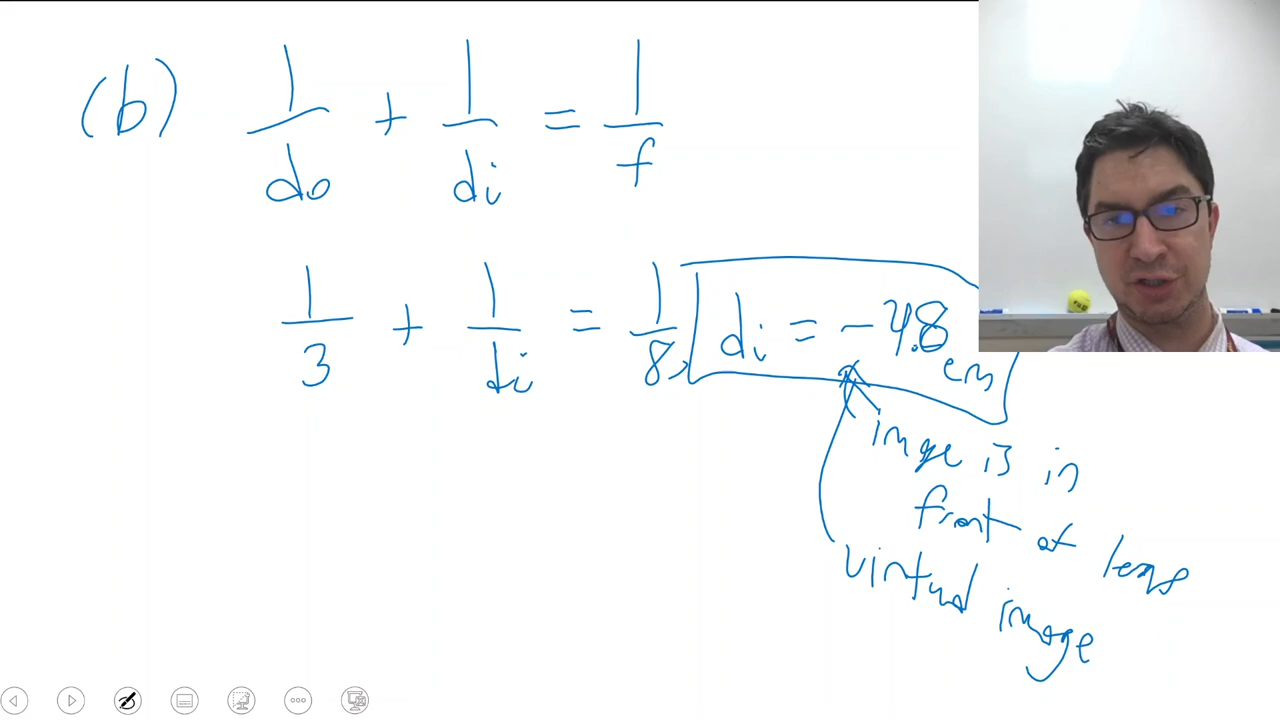 (b) 1/do + 1/di = 1/f
1/3 + 1/di = 1/8, di = -4.8 cm
image is in
front of lens
virtual image